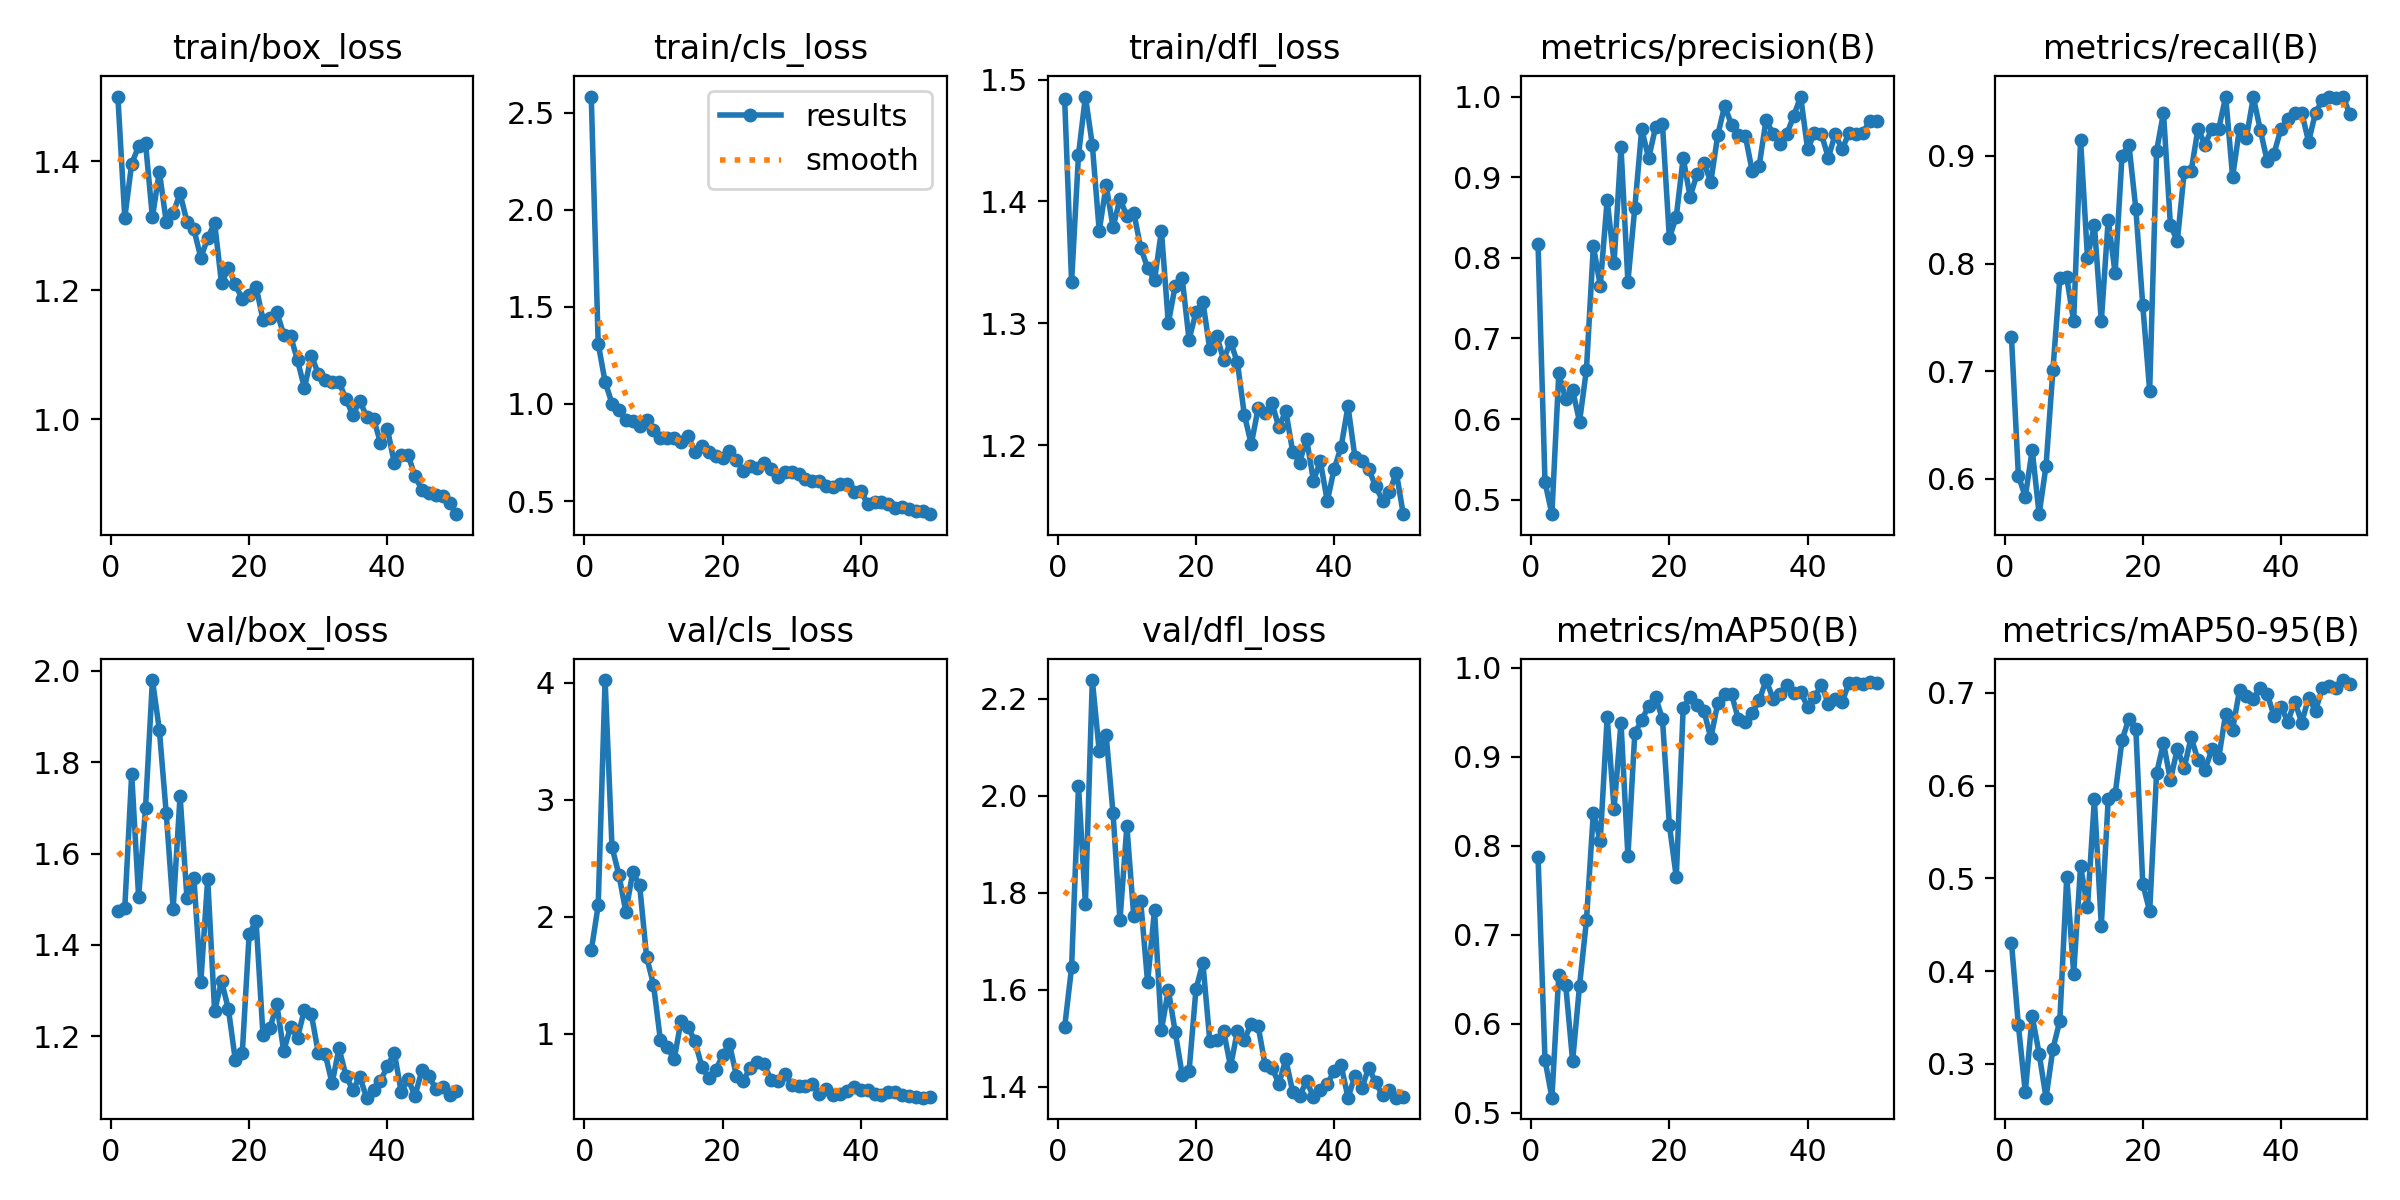 train/box_loss
train/cls_loss
train/dfl_loss
metrics/precision(B)
metrics/recall(B)
1.4
1.2
1.0
0 20 40
2.5
2.0
1.5
1.0
0.5
0 20 40
results
smooth
1.5
1.4
1.3
1.2
0 20 40
1.0
0.9
0.8
0.7
0.6
0.5
0 20 40
0.9
0.8
0.7
0.6
0 20 40
val/box_loss
val/cls_loss
val/dfl_loss
metrics/mAP50(B)
metrics/mAP50-95(B)
2.0
1.8
1.6
1.4
1.2
0 20 40
4
3
2
1
0 20 40
2.2
2.0
1.8
1.6
1.4
0 20 40
1.0
0.9
0.8
0.7
0.6
0.5
0 20 40
0.7
0.6
0.5
0.4
0.3
0 20 40